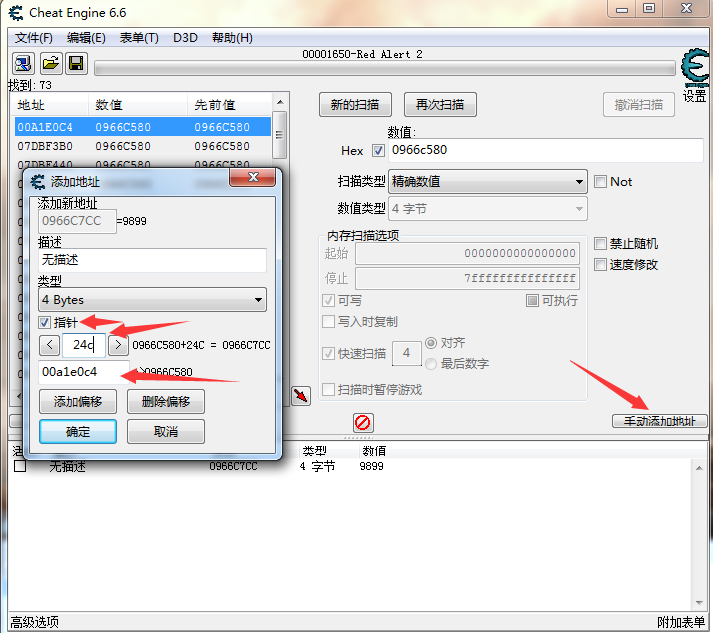 Cheat Engine 6.6
文件(F) 编辑(E) 表单(T) D3D 帮助(H)
00001650-Red Alert 2
找到: 73
设置
地址 数值 先前值
00A1E0C4 0966C580 0966C580
07DBF3B0 0966C580 0966C580
07DBF440 0966C580 0966C580
新的扫描 再次扫描 撤消扫描
数值:
Hex 0966c580
扫描类型 精确数值 Not
数值类型 4 字节
内存扫描选项
起始 0000000000000000
停止 7fffffffffffffff
可写 可执行
写入时复制
快速扫描 4 对齐
最后数字
扫描时暂停游戏
禁止随机
速度修改
手动添加地址
添加地址
添加新地址
0966C7CC =9899
描述
无描述
类型
4 Bytes
指针
< 24c > 0966C580+24C = 0966C7CC
00a1e0c4 ->0966C580
添加偏移 删除偏移
确定 取消
类型 数值
无描述 0966C7CC 4 字节 9899
高级选项 附加表单